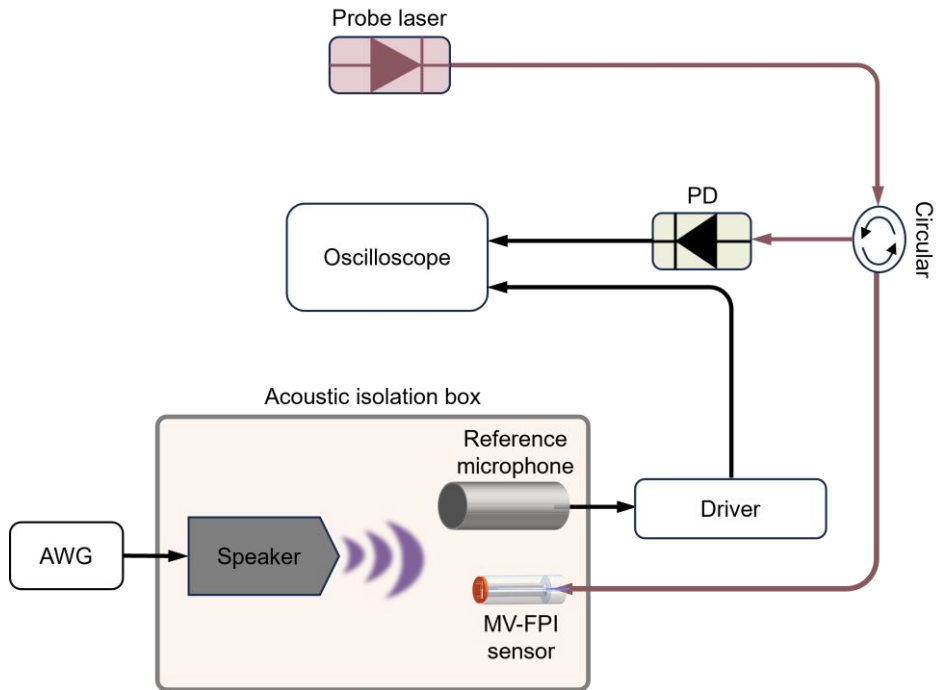 Probe laser
PD
Circular
Oscilloscope
Acoustic isolation box
Reference
microphone
Driver
AWG
Speaker
MV-FPI
sensor